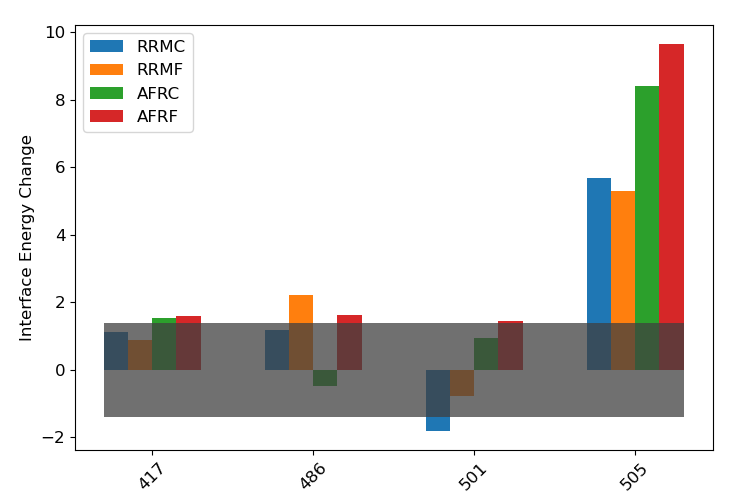 10
8
6
4
2
0
−2
Interface Energy Change
RRMC
RRMF
AFRC
AFRF
417
486
501
505